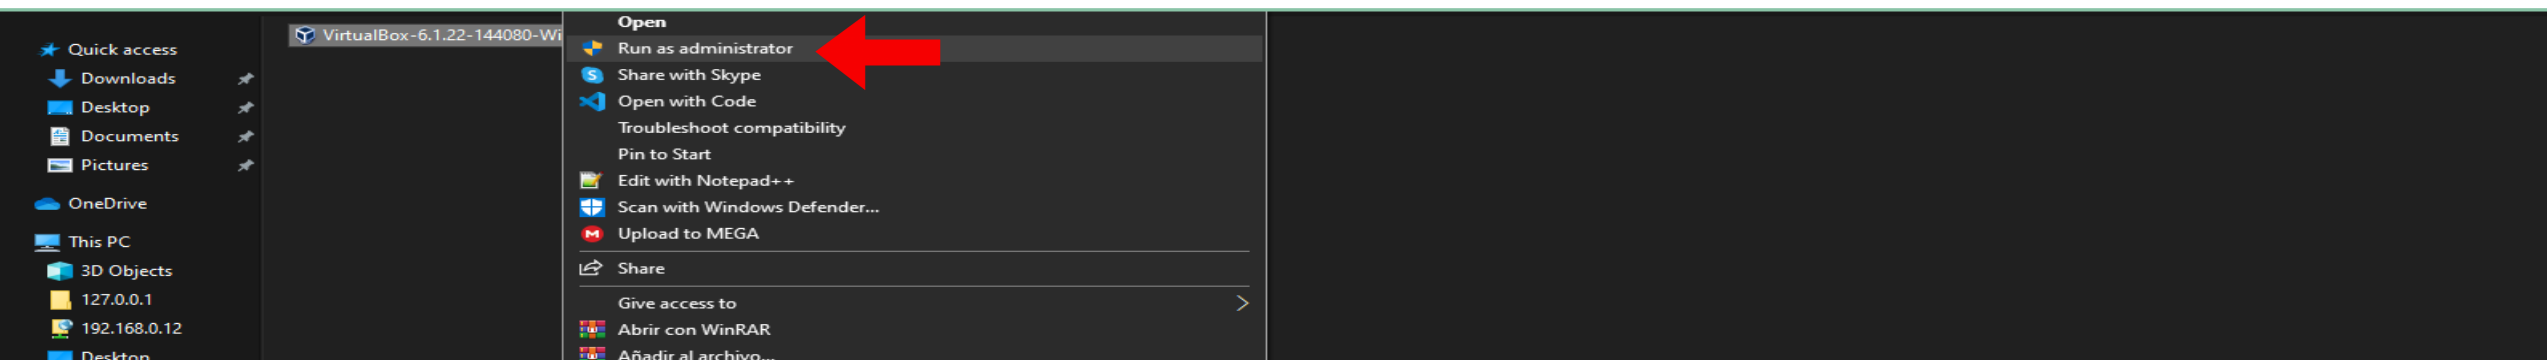 Quick access
Downloads
Desktop
Documents
Pictures
OneDrive
This PC
3D Objects
127.0.0.1
192.168.0.12
Desktop
VirtualBox-6.1.22-144080-Wi
Open
Run as administrator
Share with Skype
Open with Code
Troubleshoot compatibility
Pin to Start
Edit with Notepad++
Scan with Windows Defender...
Upload to MEGA
Share
Give access to
Abrir con WinRAR
Añadir al archivo...